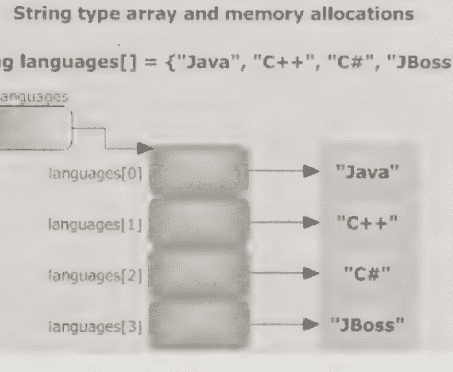 String type array and memory allocations
g languages[] = {"Java", "C++", "C#", "JBoss
anguages
languages[0] "Java"
languages[1] "C++"
languages[2] "C#"
languages[3] "JBoss"